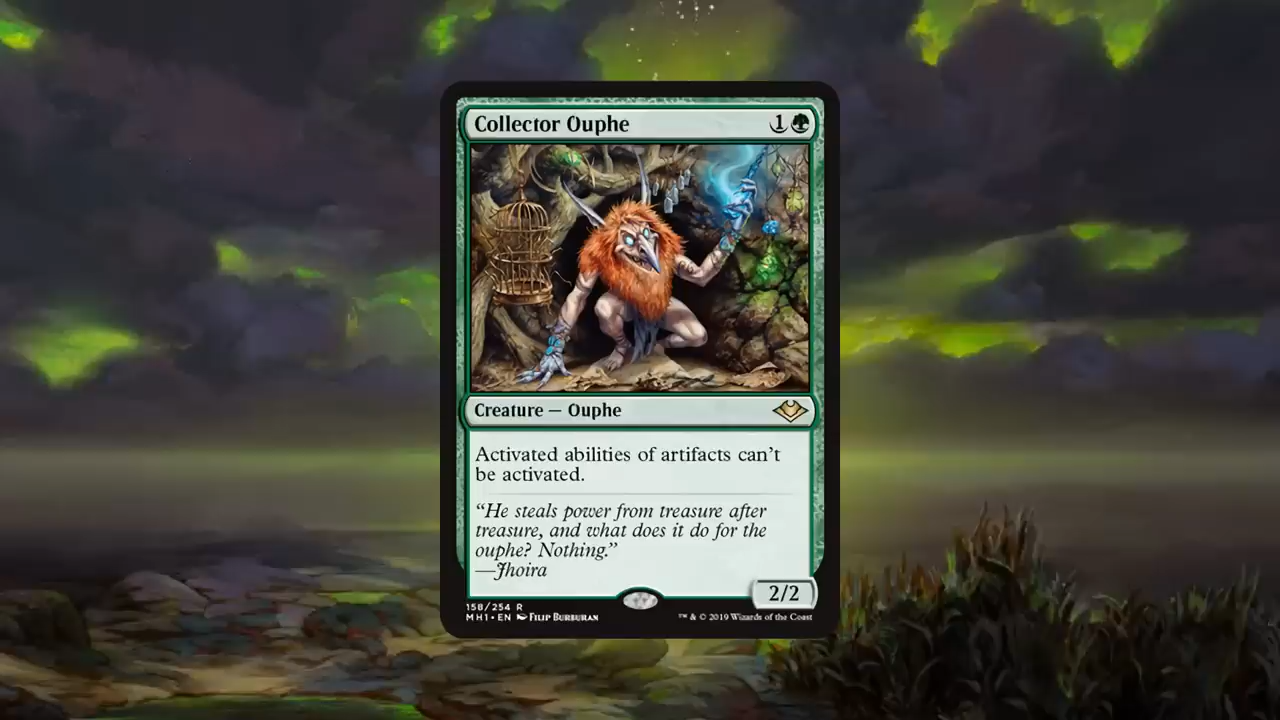 Collector Ouphe 1
Creature — Ouphe
Activated abilities of artifacts can't
be activated.
“He steals power from treasure after
treasure, and what does it do for the
ouphe? Nothing.”
—Jhoira
2/2
158/254 R
MH1 • EN Filip Burburan
™ & © 2019 Wizards of the Coast